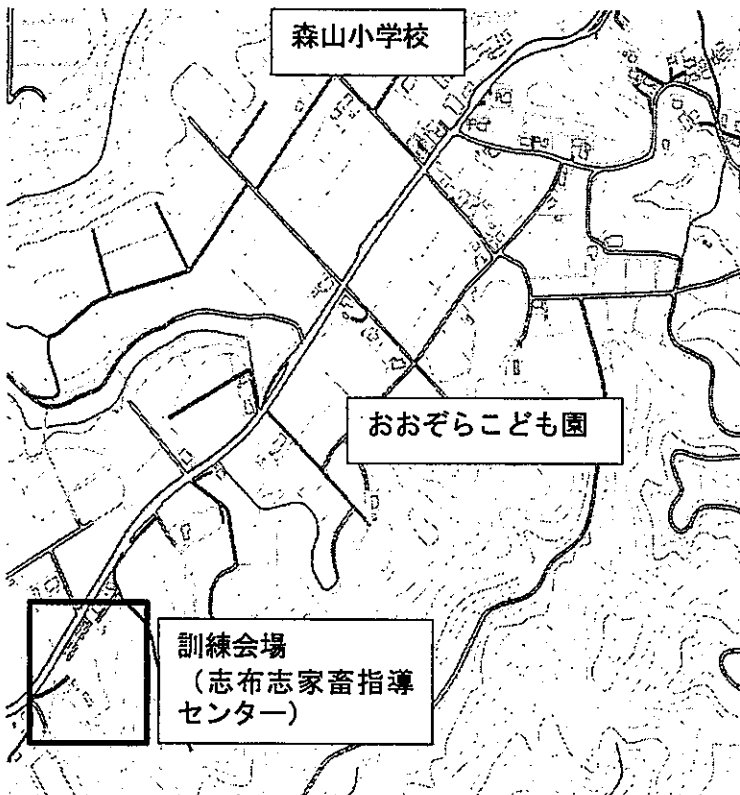 森山小学校
おおぞらこども園
訓練会場
（志布志家畜指導
センター）